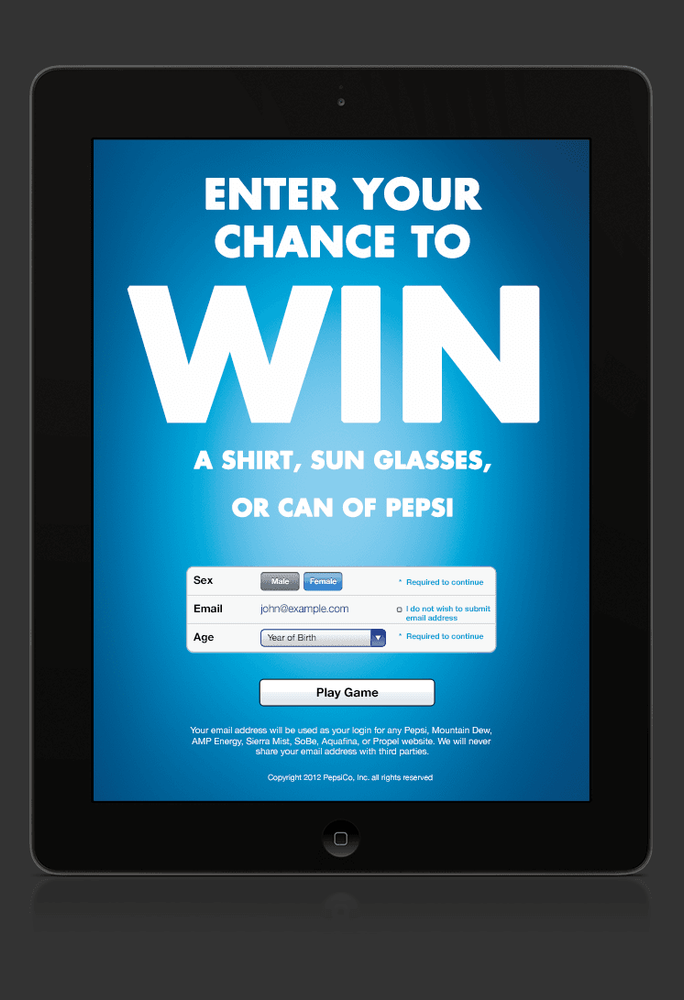 ENTER YOUR
CHANCE TO
WIN
A SHIRT, SUN GLASSES,
OR CAN OF PEPSI
Sex Male Female * Required to continue
Email john@example.com I do not wish to submit
email address
Age Year of Birth * Required to continue
Play Game
Your email address will be used as your login for any Pepsi, Mountain Dew,
AMP Energy, Sierra Mist, SoBe, Aquafina, or Propel website. We will never
share your email address with third parties.
Copyright 2012 PepsiCo, Inc. all rights reserved